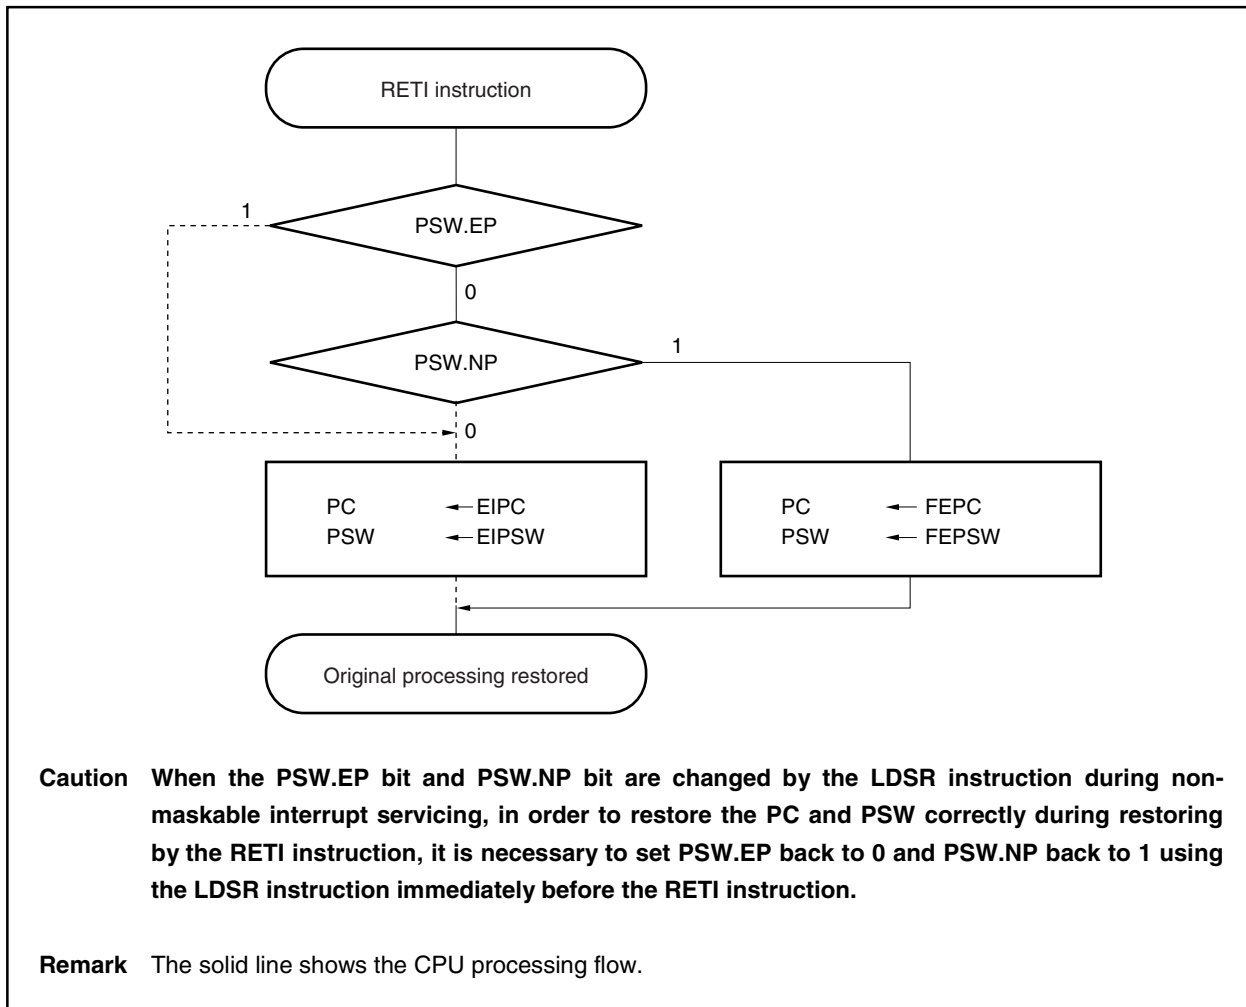 RETI instruction
1
PSW.EP
0
PSW.NP
1
0
PC ← EIPC
PSW ← EIPSW
PC ← FEPC
PSW ← FEPSW
Original processing restored
Caution When the PSW.EP bit and PSW.NP bit are changed by the LDSR instruction during non-
maskable interrupt servicing, in order to restore the PC and PSW correctly during restoring
by the RETI instruction, it is necessary to set PSW.EP back to 0 and PSW.NP back to 1 using
the LDSR instruction immediately before the RETI instruction.
Remark The solid line shows the CPU processing flow.